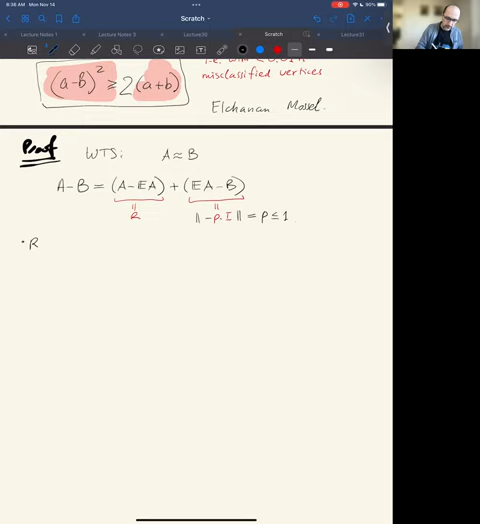 8:36 AM Mon Nov 14
90%
Scratch
Lecture Notes 1
Lecture Notes 3
Lecture30
Scratch
Lecture31
misclassified vertices
(a-b)² ≥ 2(a+b)
Elchanan Mossel.
Proof WTS: A ≈ B
A-B = (A-𝔼A) + (𝔼A-B)
= R
= ‖-p.I‖ = p ≤ 1.
• R